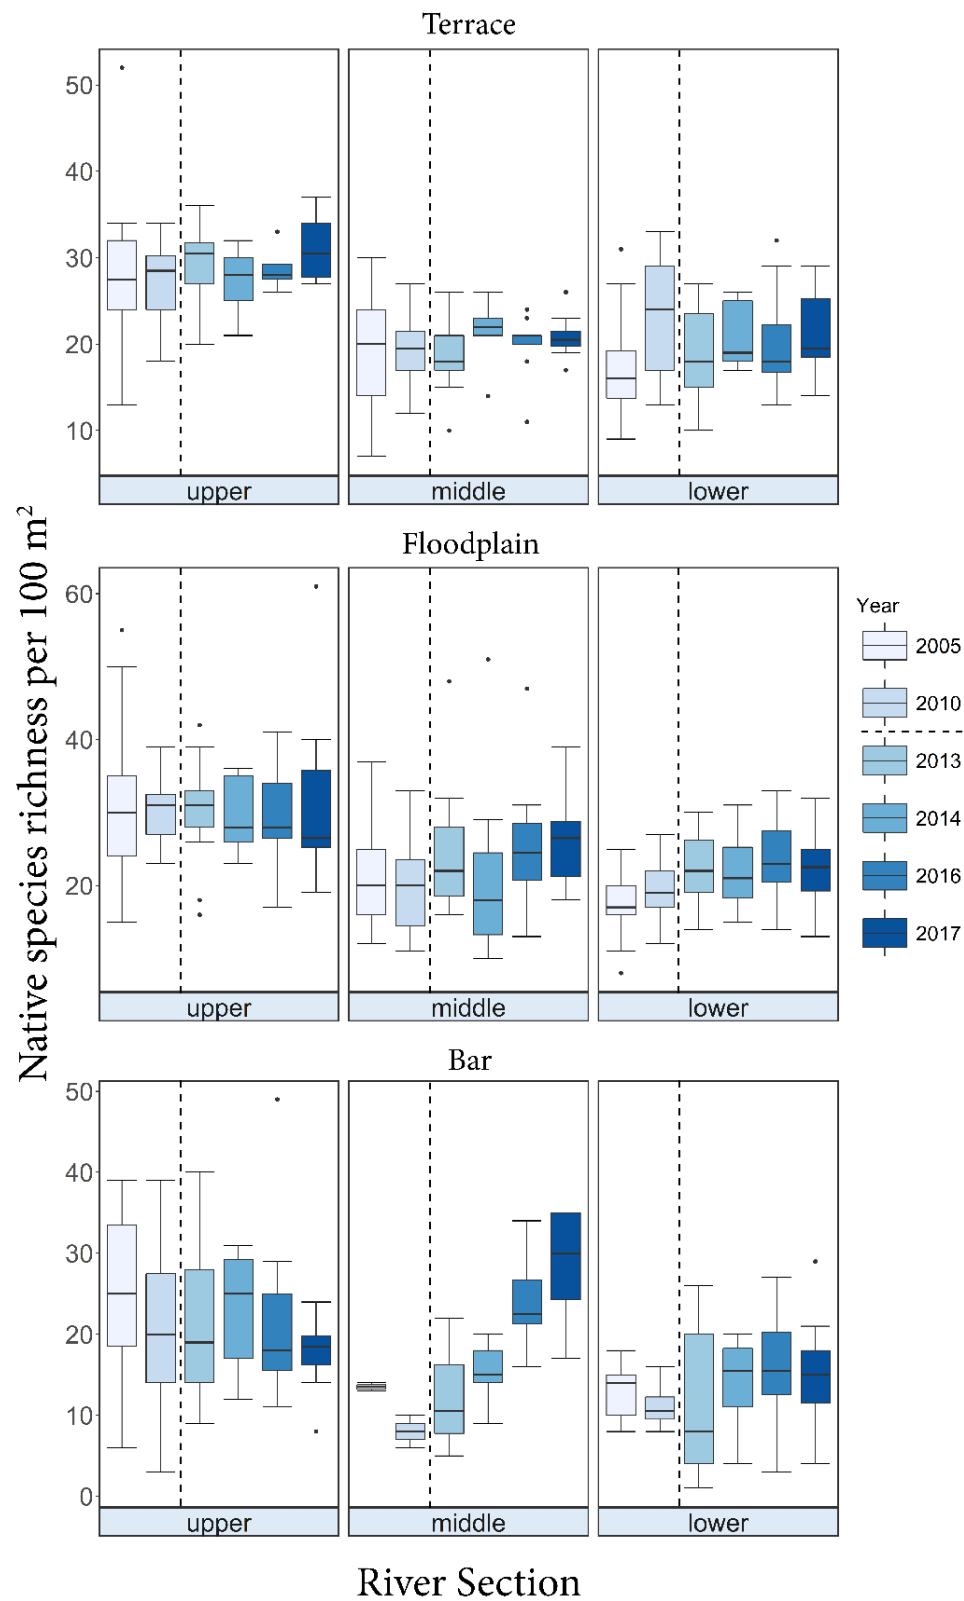 Terrace
50
40
30
20
10
upper middle lower
Native species richness per 100 m²
Floodplain
60
40
20
upper middle lower
Year
2005
2010
2013
2014
2016
2017
Bar
50
40
30
20
10
0
upper middle lower
River Section